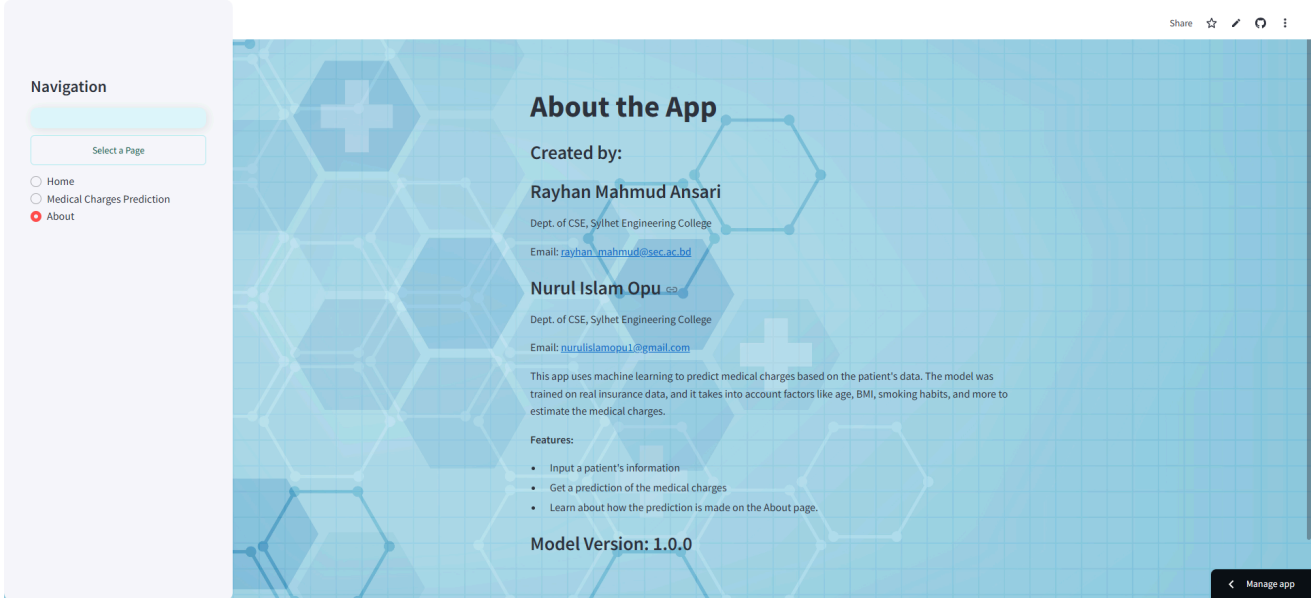 Share
Navigation
Select a Page
Home
Medical Charges Prediction
About
About the App
Created by:
Rayhan Mahmud Ansari
Dept. of CSE, Sylhet Engineering College
Email: rayhan_mahmud@sec.ac.bd
Nurul Islam Opu
Dept. of CSE, Sylhet Engineering College
Email: nurulislamopu1@gmail.com
This app uses machine learning to predict medical charges based on the patient's data. The model was
trained on real insurance data, and it takes into account factors like age, BMI, smoking habits, and more to
estimate the medical charges.
Features:
• Input a patient's information
• Get a prediction of the medical charges
• Learn about how the prediction is made on the About page.
Model Version: 1.0.0
Manage app